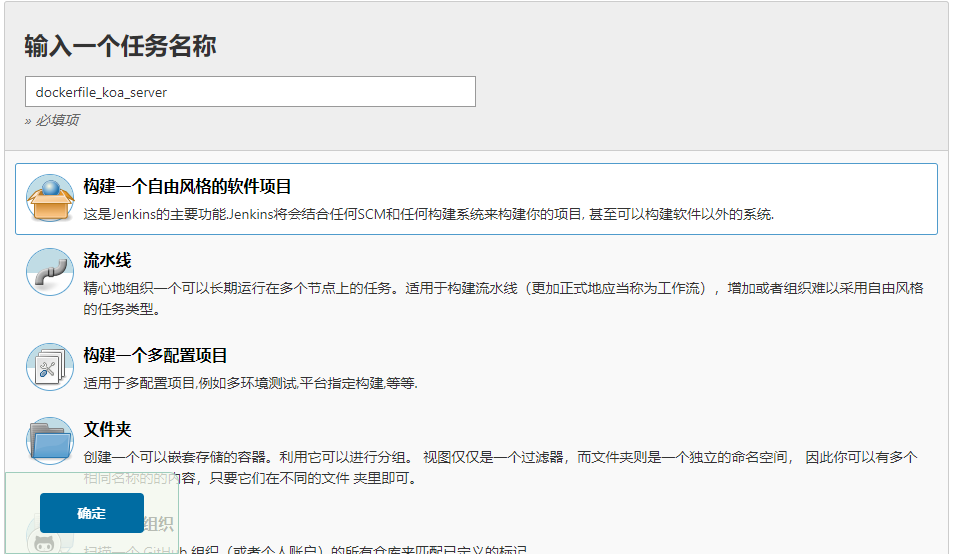 输入一个任务名称
dockerfile_koa_server
» 必填项
构建一个自由风格的软件项目
这是Jenkins的主要功能.Jenkins将会结合任何SCM和任何构建系统来构建你的项目, 甚至可以构建软件以外的系统.
流水线
精心地组织一个可以长期运行在多个节点上的任务。适用于构建流水线（更加正式地应当称为工作流），增加或者组织难以采用自由风格
的任务类型。
构建一个多配置项目
适用于多配置项目,例如多环境测试,平台指定构建,等等.
文件夹
创建一个可以嵌套存储的容器。利用它可以进行分组。 视图仅仅是一个过滤器，而文件夹则是一个独立的命名空间， 因此你可以有多个
相同名称的的内容，只要它们在不同的文件 夹里即可。
确定
组织
扫描一个 GitHub 组织（或者个人账户）的所有仓库来匹配已定义的标记